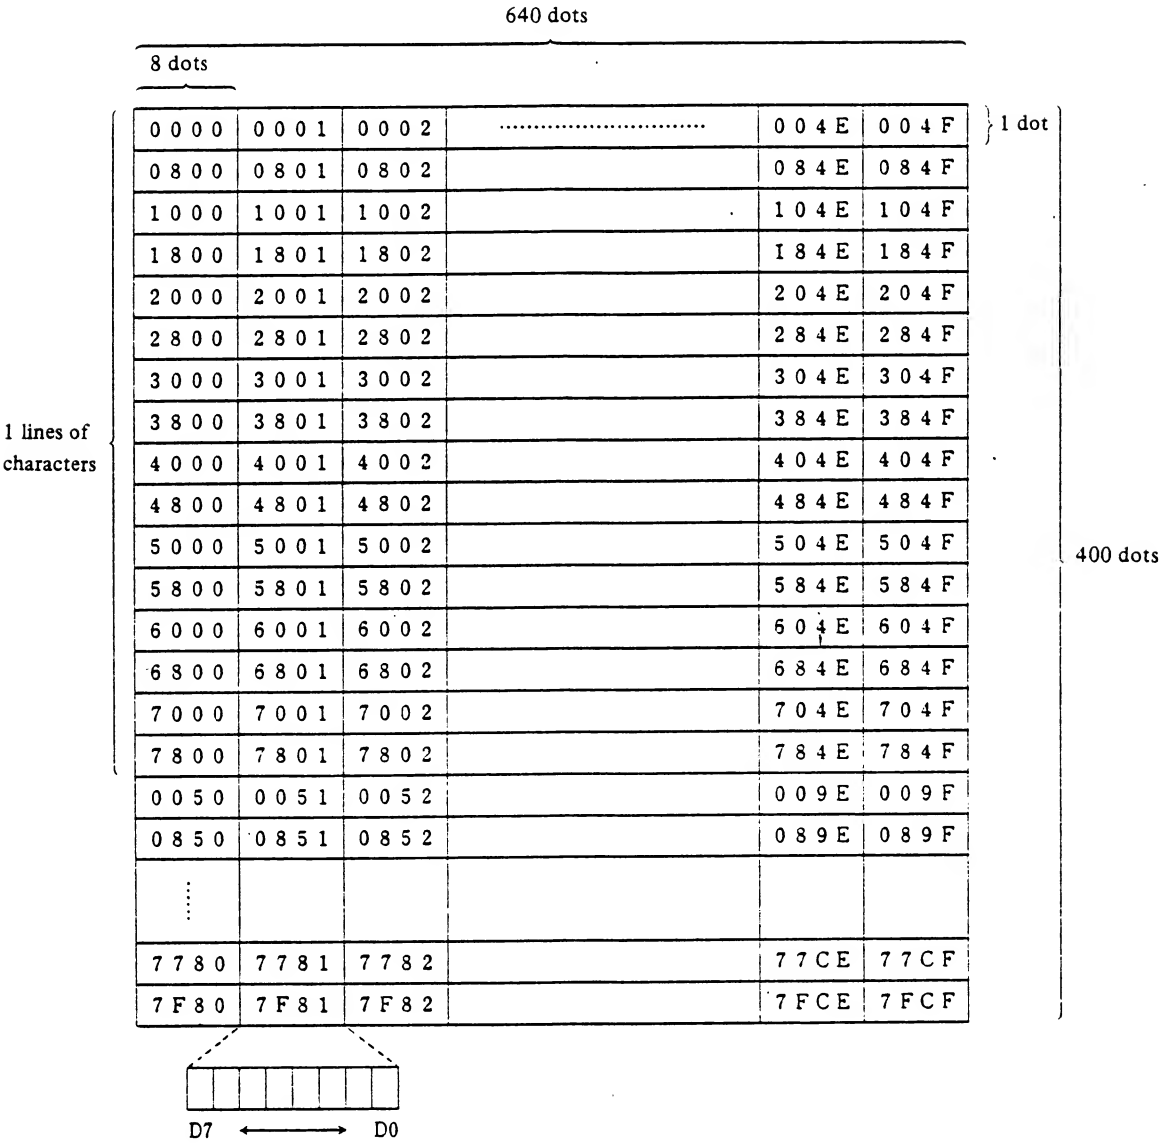 640 dots
8 dots
0000 0001 0002 ............................ 004E 004F 1 dot
0800 0801 0802 084E 084F
1000 1001 1002 104E 104F
1800 1801 1802 184E 184F
2000 2001 2002 204E 204F
2800 2801 2802 284E 284F
3000 3001 3002 304E 304F
3800 3801 3802 384E 384F
1 lines of
characters
4000 4001 4002 404E 404F
4800 4801 4802 484E 484F
5000 5001 5002 504E 504F
400 dots
5800 5801 5802 584E 584F
6000 6001 6002 604E 604F
6800 6801 6802 684E 684F
7000 7001 7002 704E 704F
7800 7801 7802 784E 784F
0050 0051 0052 009E 009F
0850 0851 0852 089E 089F
7780 7781 7782 77CE 77CF
7F80 7F81 7F82 7FCE 7FCF
D7 D0